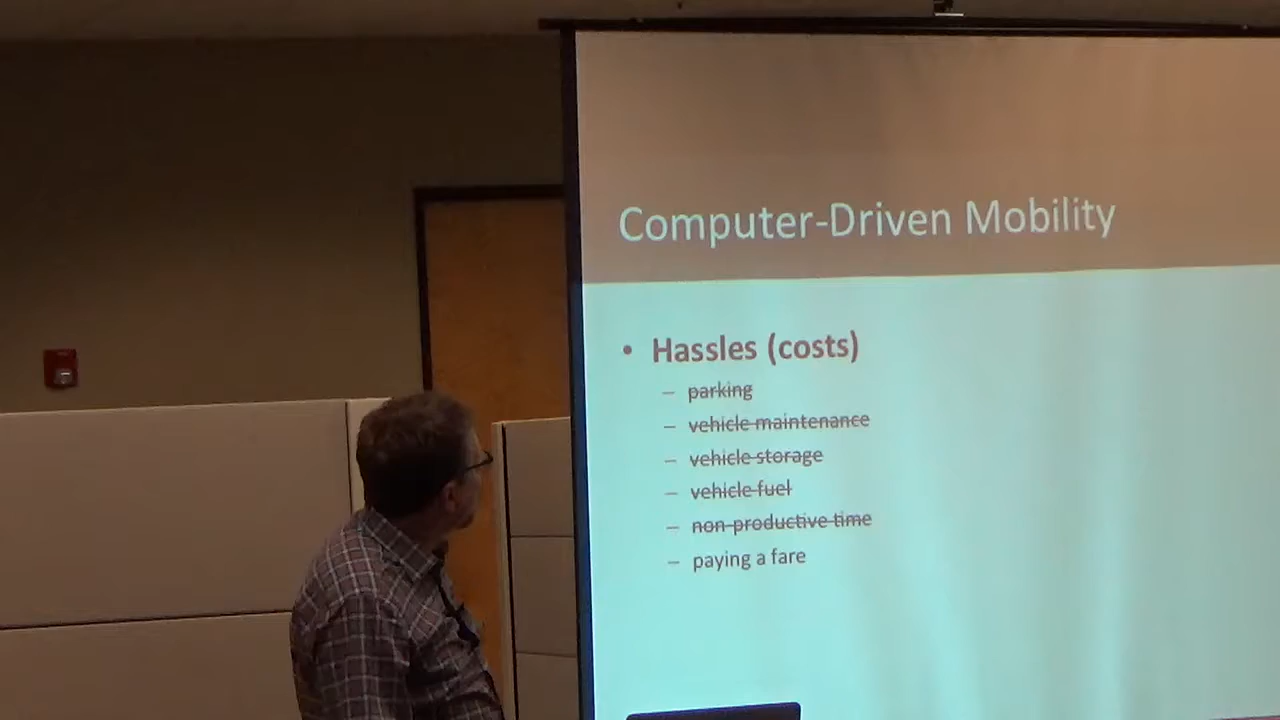 Computer-Driven Mobility
• Hassles (costs)
– parking
– vehicle maintenance
– vehicle storage
– vehicle fuel
– non-productive time
– paying a fare